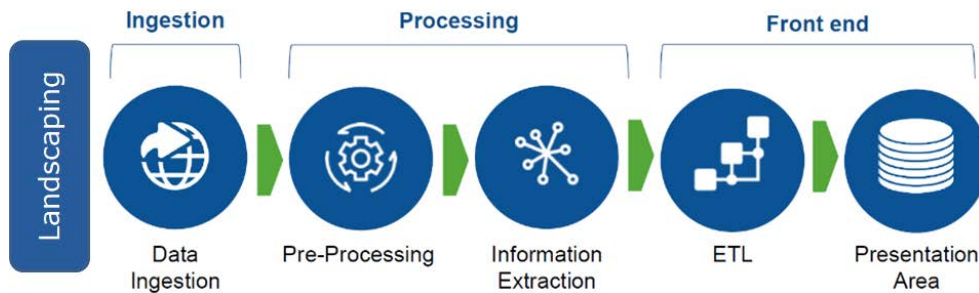 Landscaping
Ingestion
Processing
Front end
Data
Ingestion
Pre-Processing
Information
Extraction
ETL
Presentation
Area